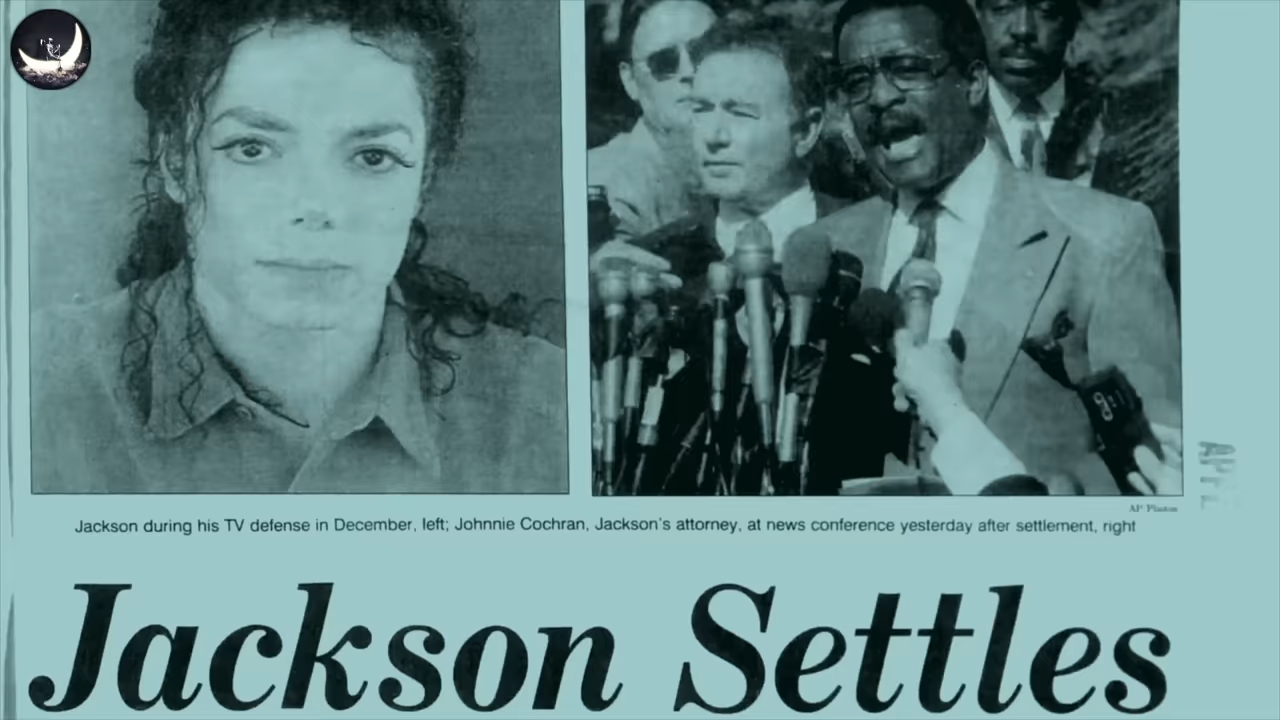 AP Photos
Jackson during his TV defense in December, left; Johnnie Cochran, Jackson's attorney, at news conference yesterday after settlement, right
Jackson Settles